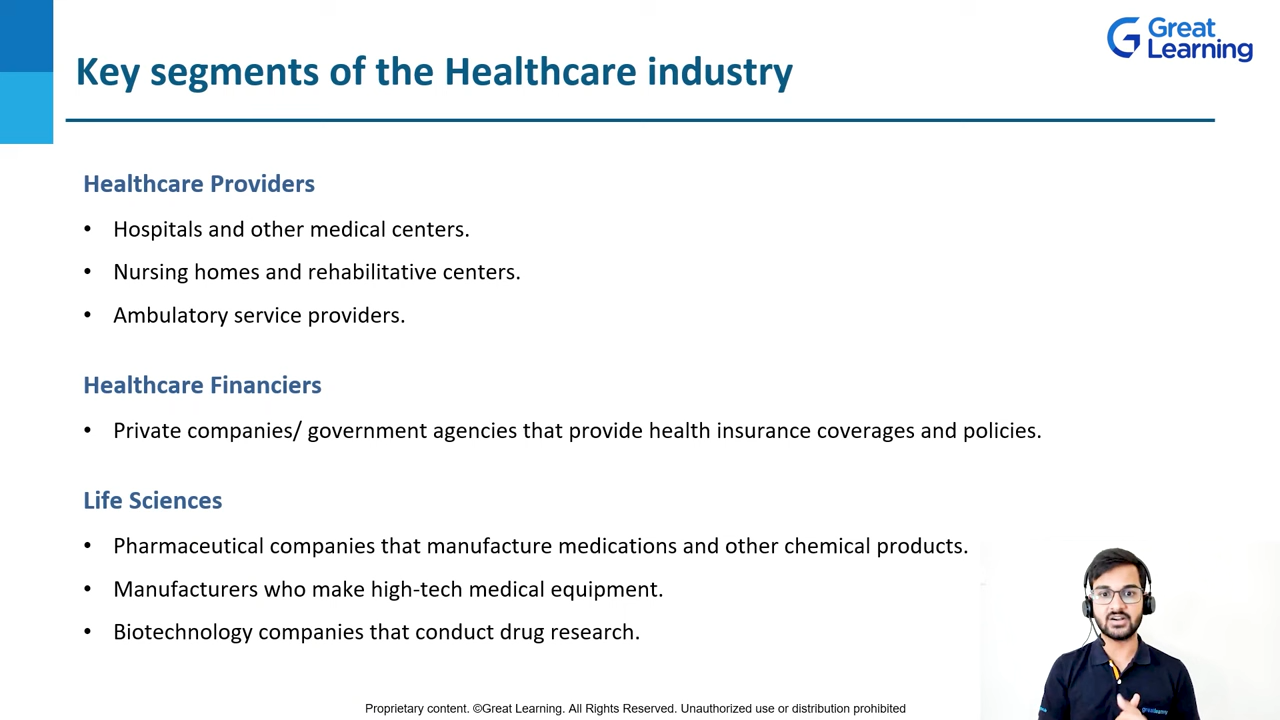 Great
Learning
Key segments of the Healthcare industry
Healthcare Providers
• Hospitals and other medical centers.
• Nursing homes and rehabilitative centers.
• Ambulatory service providers.
Healthcare Financiers
• Private companies/ government agencies that provide health insurance coverages and policies.
Life Sciences
• Pharmaceutical companies that manufacture medications and other chemical products.
• Manufacturers who make high-tech medical equipment.
• Biotechnology companies that conduct drug research.
Proprietary content. ©Great Learning. All Rights Reserved. Unauthorized use or distribution prohibited